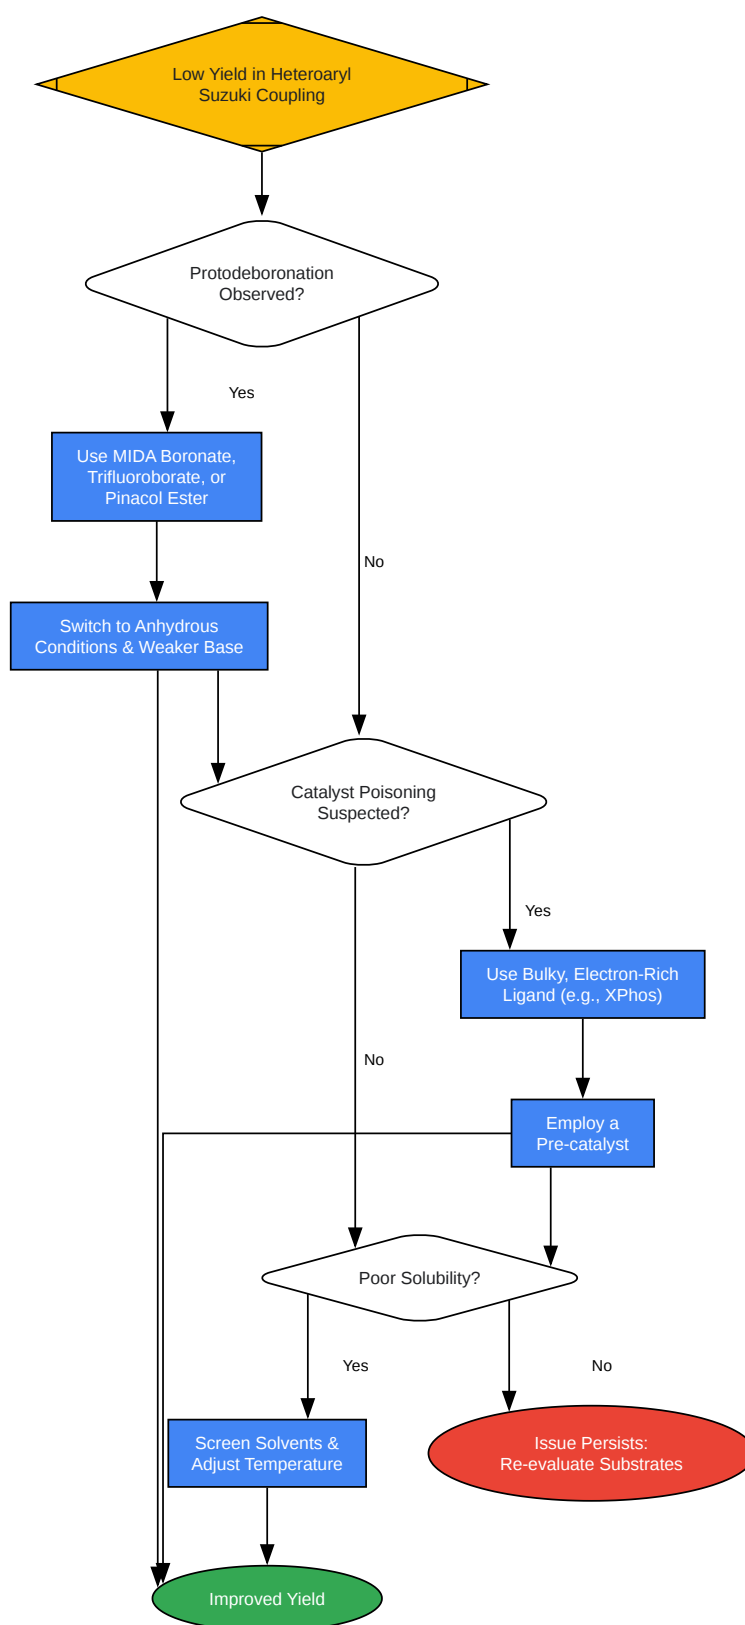 Low Yield in Heteroaryl
Suzuki Coupling
Protodeboronation
Observed?
Yes
Use MIDA Boronate,
Trifluoroborate, or
Pinacol Ester
No
Switch to Anhydrous
Conditions & Weaker Base
Catalyst Poisoning
Suspected?
Yes
Use Bulky, Electron-Rich
Ligand (e.g., XPhos)
No
Employ a
Pre-catalyst
Poor Solubility?
Yes
No
Screen Solvents &
Adjust Temperature
Issue Persists:
Re-evaluate Substrates
Improved Yield